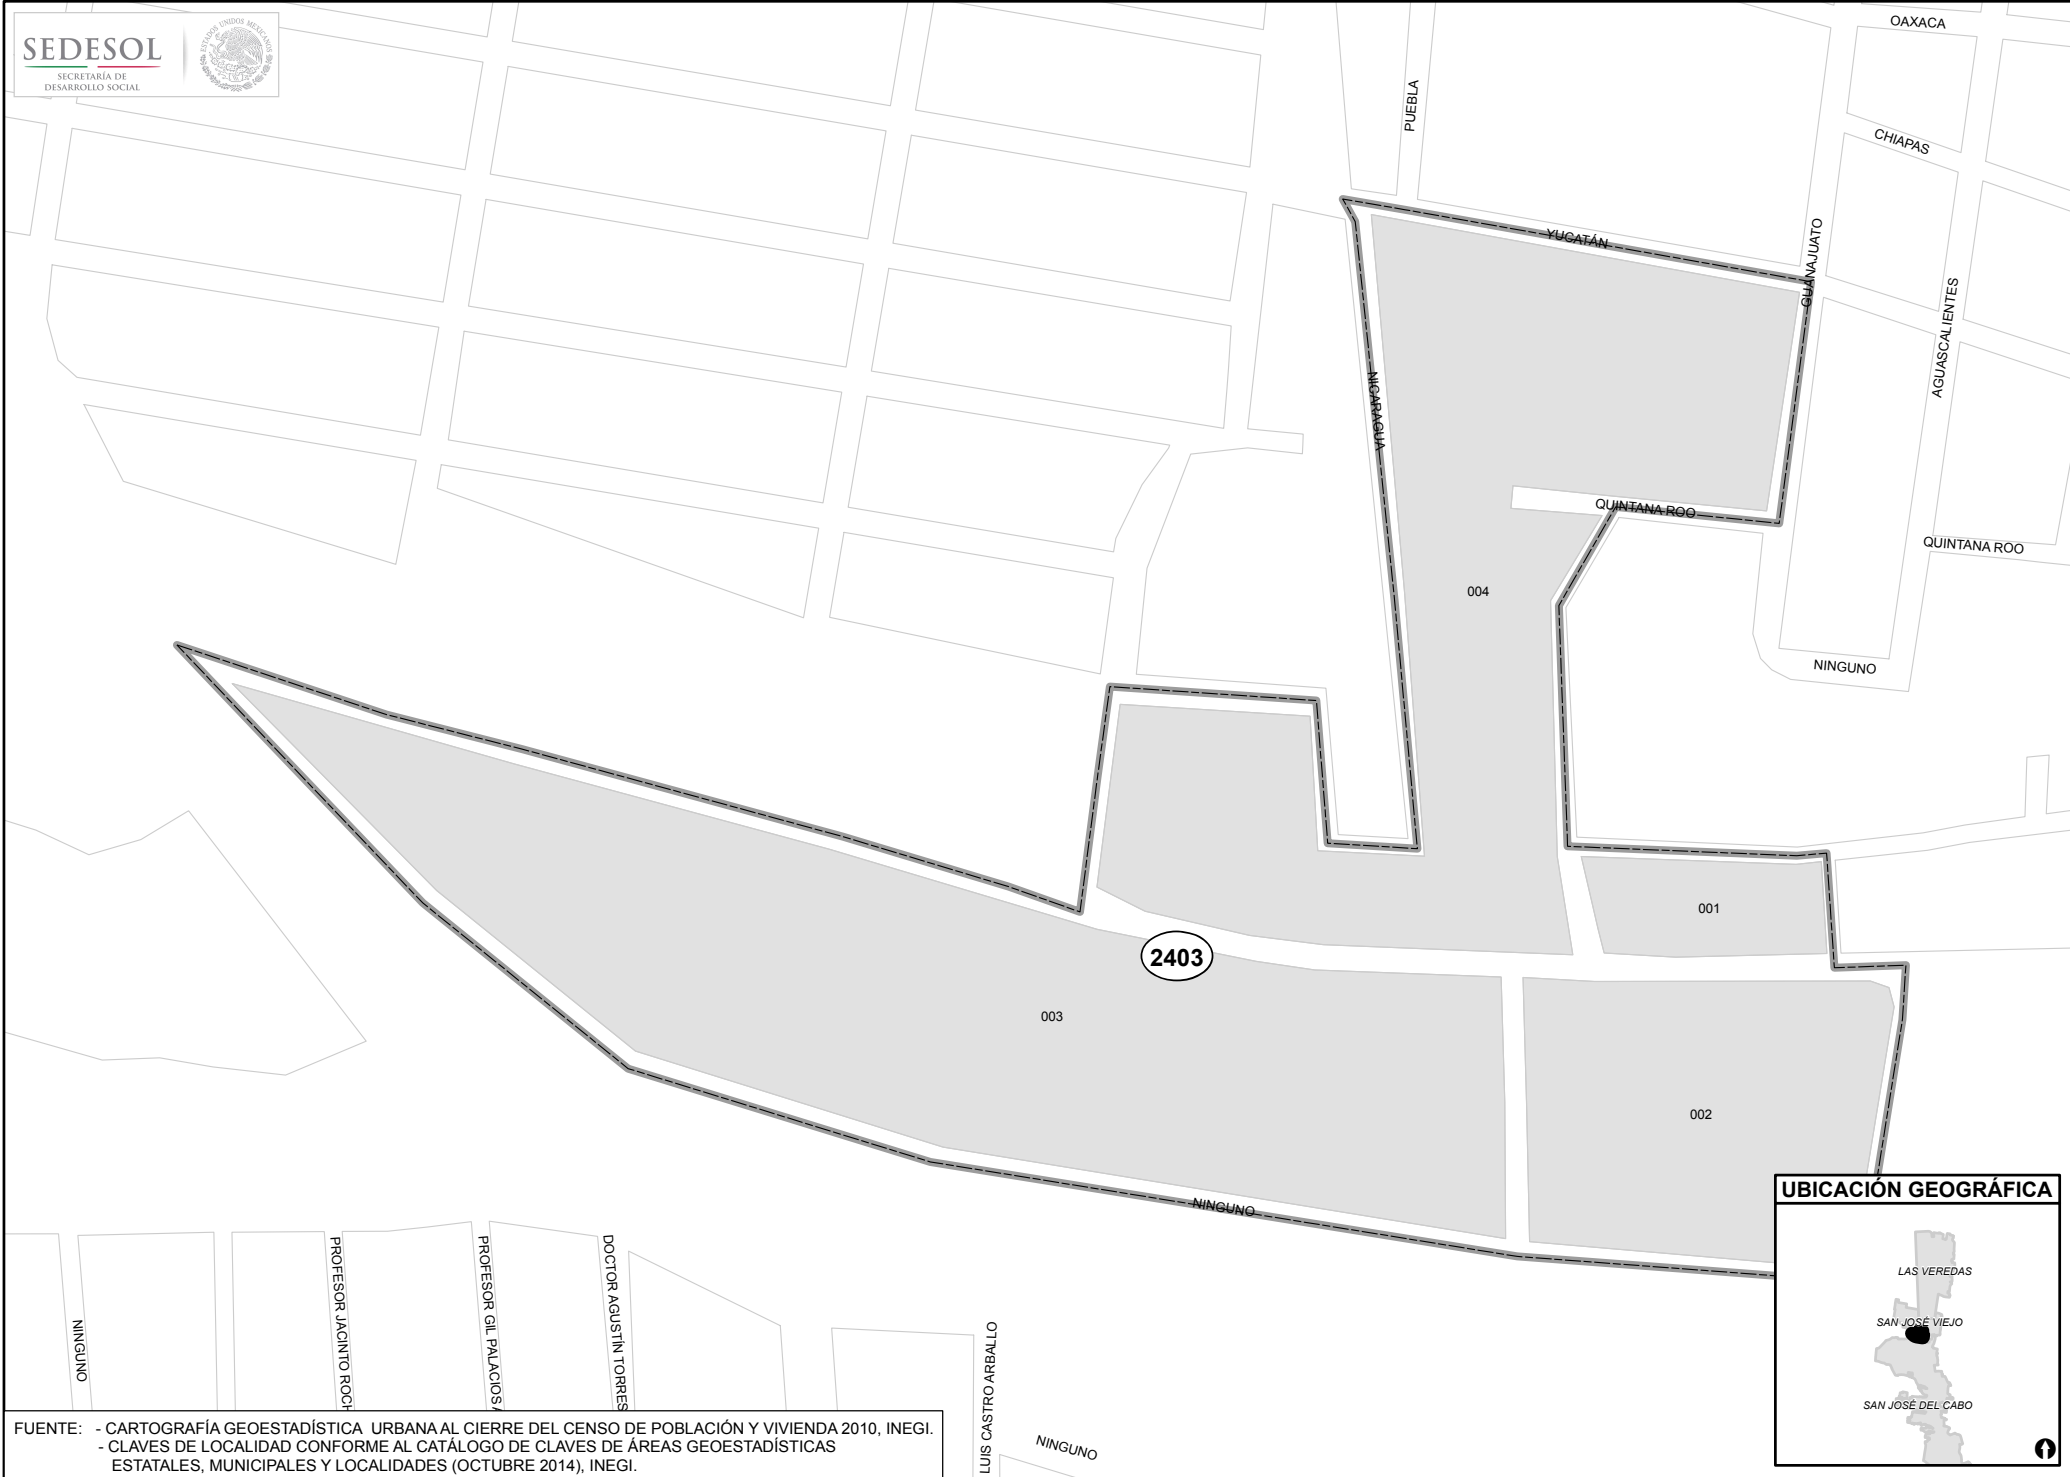 SEDESOL
SECRETARÍA DE
DESARROLLO SOCIAL
ESTADOS UNIDOS MEXICANOS
OAXACA
PUEBLA
CHIAPAS
YUCATÁN
GUANAJUATO
AGUASCALIENTES
NICARAGUA
QUINTANA ROO
QUINTANA ROO
004
NINGUNO
001
2403
003
002
NINGUNO
UBICACIÓN GEOGRÁFICA
LAS VEREDAS
SAN JOSÉ VIEJO
SAN JOSÉ DEL CABO
NINGUNO
PROFESOR JACINTO ROCH
PROFESOR GIL PALACIOS A
DOCTOR AGUSTÍN TORRES
LUIS CASTRO ARBALLO
NINGUNO
FUENTE: - CARTOGRAFÍA GEOESTADÍSTICA URBANA AL CIERRE DEL CENSO DE POBLACIÓN Y VIVIENDA 2010, INEGI.
- CLAVES DE LOCALIDAD CONFORME AL CATÁLOGO DE CLAVES DE ÁREAS GEOESTADÍSTICAS
ESTATALES, MUNICIPALES Y LOCALIDADES (OCTUBRE 2014), INEGI.